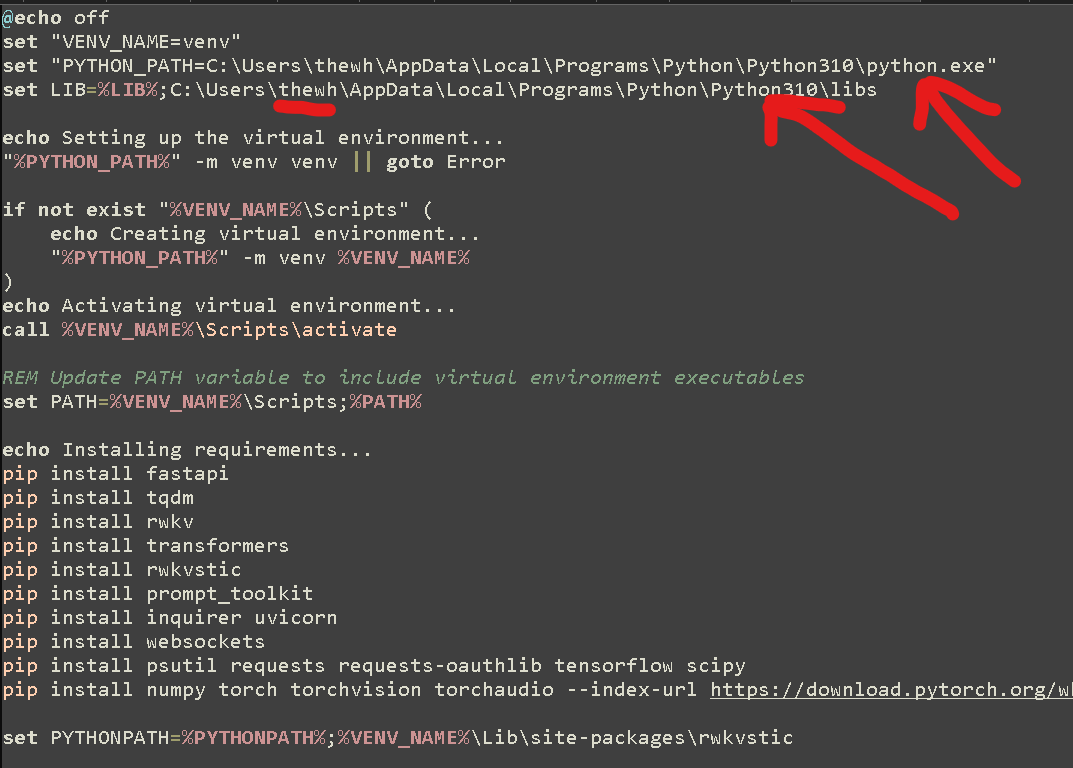 @echo off
set "VENV_NAME=venv"
set "PYTHON_PATH=C:\Users\thewh\AppData\Local\Programs\Python\Python310\python.exe"
set LIB=%LIB%;C:\Users\thewh\AppData\Local\Programs\Python\Python310\libs
echo Setting up the virtual environment...
"%PYTHON_PATH%" -m venv venv || goto Error
if not exist "%VENV_NAME%\Scripts" (
echo Creating virtual environment...
"%PYTHON_PATH%" -m venv %VENV_NAME%
)
echo Activating virtual environment...
call %VENV_NAME%\Scripts\activate
REM Update PATH variable to include virtual environment executables
set PATH=%VENV_NAME%\Scripts;%PATH%
echo Installing requirements...
pip install fastapi
pip install tqdm
pip install rwkv
pip install transformers
pip install rwkvstic
pip install prompt_toolkit
pip install inquirer uvicorn
pip install websockets
pip install psutil requests requests-oauthlib tensorflow scipy
pip install numpy torch torchvision torchaudio --index-url https://download.pytorch.org/w
set PYTHONPATH=%PYTHONPATH%;%VENV_NAME%\Lib\site-packages\rwkvstic